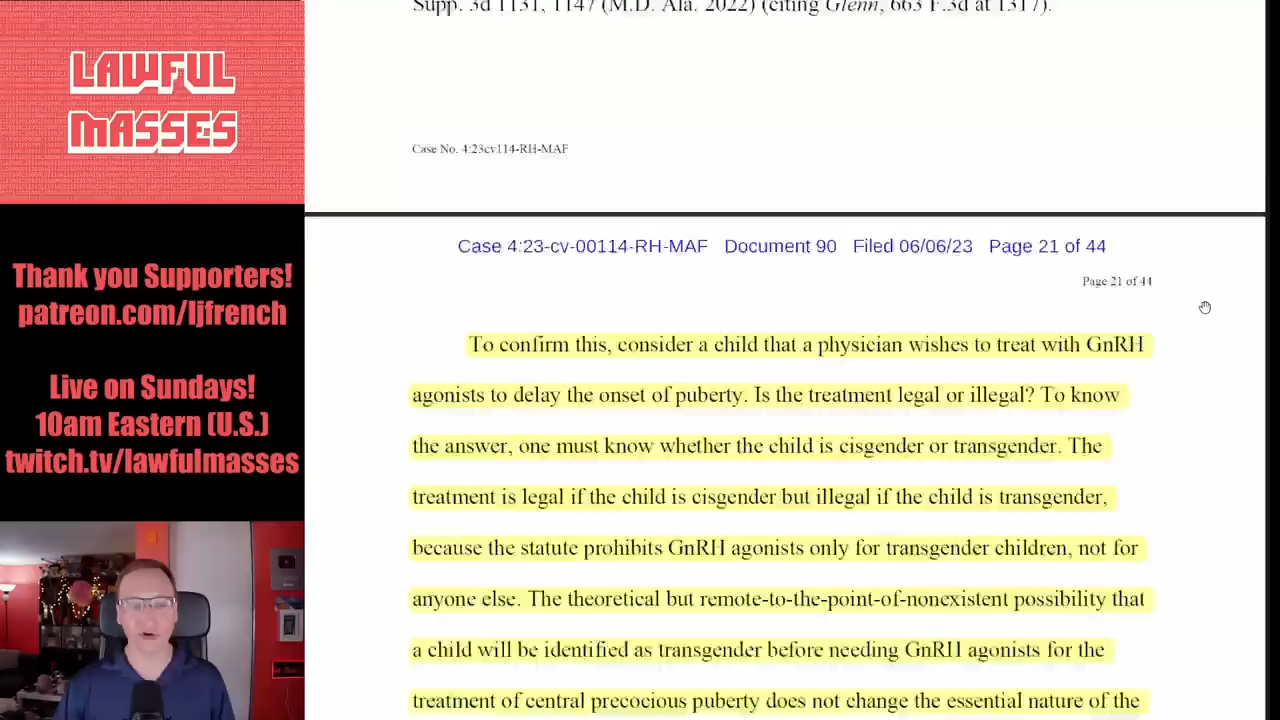 LAWFUL
MASSES
Thank you Supporters!
patreon.com/ljfrench
Live on Sundays!
10am Eastern (U.S.)
twitch.tv/lawfulmasses
Supp. 3d 1131, 1147 (M.D. Ala. 2022) (citing Glenn, 663 F.3d at 1317).
Case No. 4:23cv114-RH-MAF
Case 4:23-cv-00114-RH-MAF Document 90 Filed 06/06/23 Page 21 of 44
Page 21 of 44
To confirm this, consider a child that a physician wishes to treat with GnRH
agonists to delay the onset of puberty. Is the treatment legal or illegal? To know
the answer, one must know whether the child is cisgender or transgender. The
treatment is legal if the child is cisgender but illegal if the child is transgender,
because the statute prohibits GnRH agonists only for transgender children, not for
anyone else. The theoretical but remote-to-the-point-of-nonexistent possibility that
a child will be identified as transgender before needing GnRH agonists for the
treatment of central precocious puberty does not change the essential nature of the